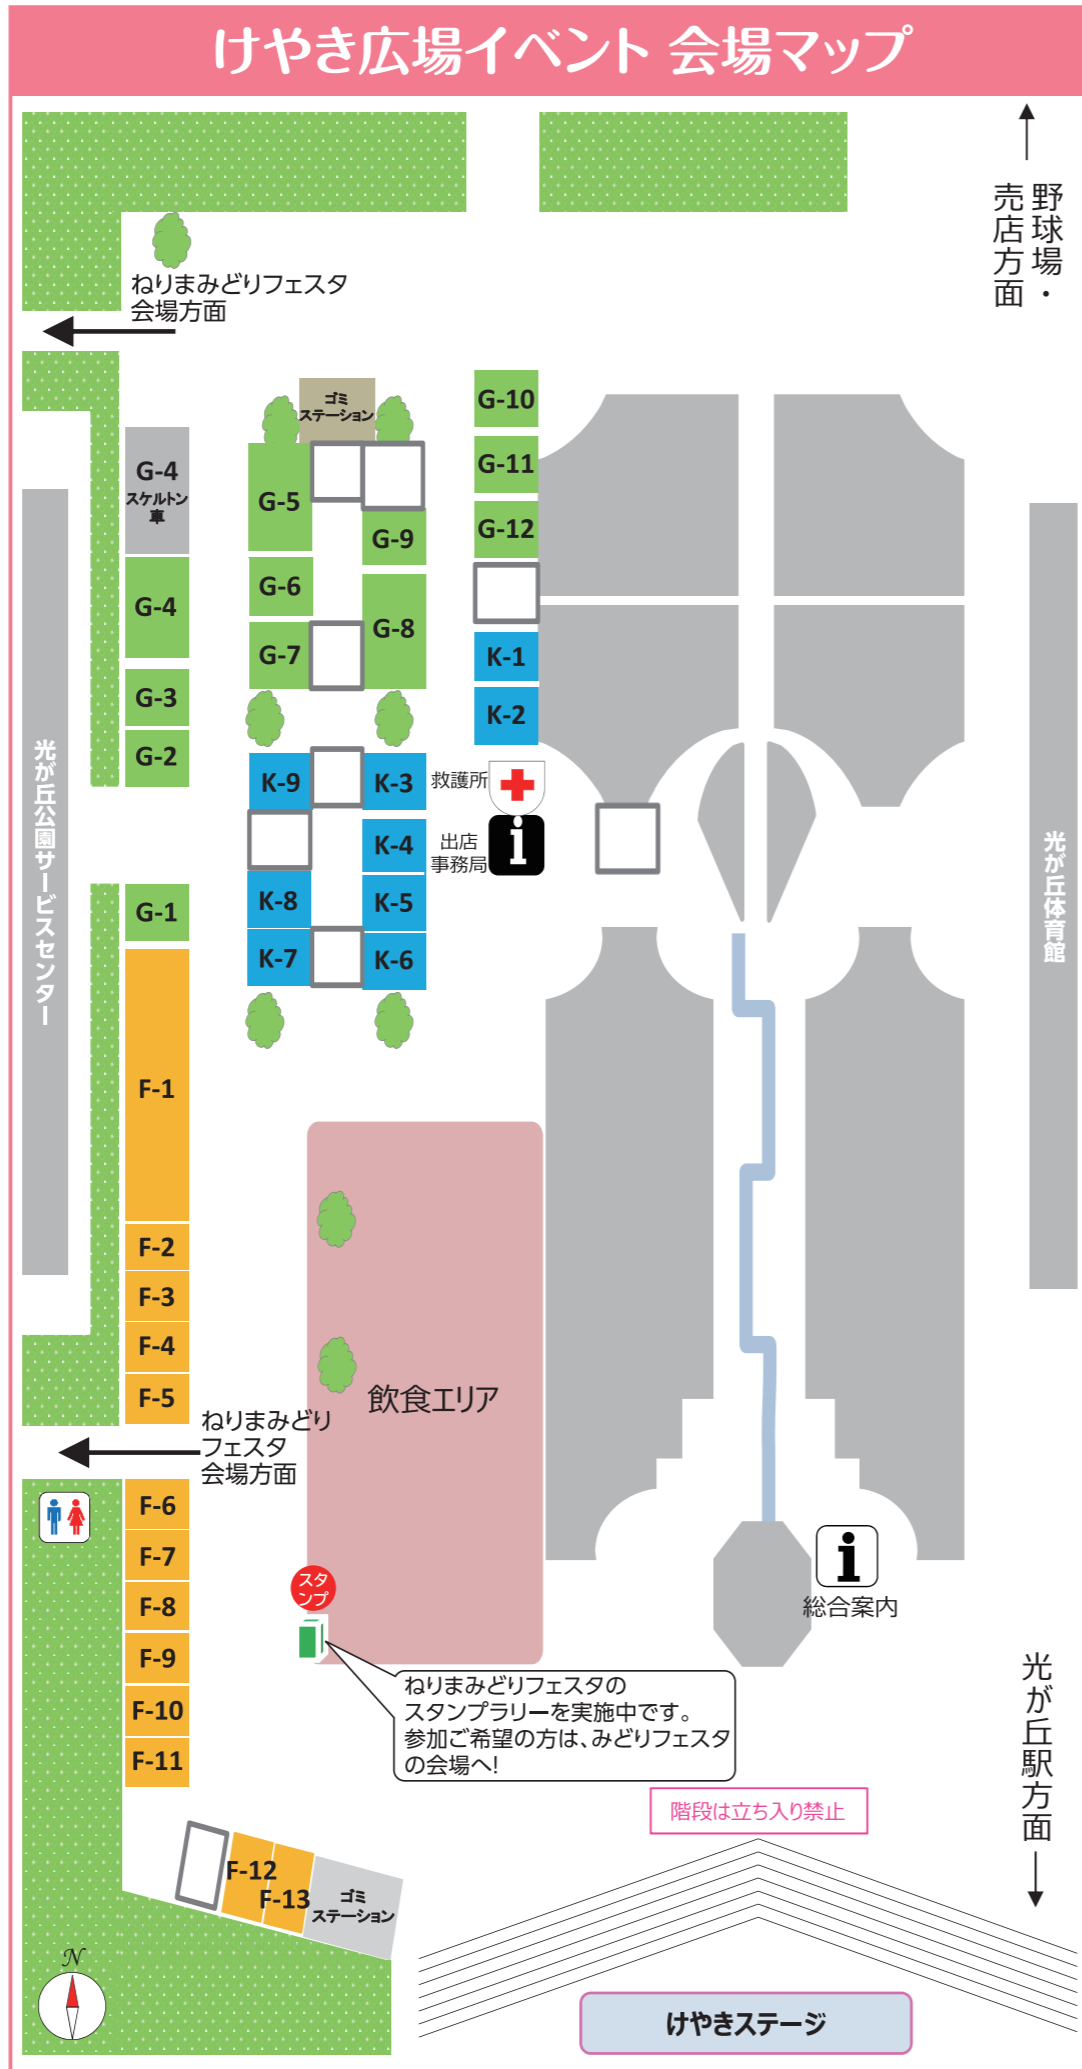 けやき広場イベント 会場マップ
野球場・
売店方面
ねりまみどりフェスタ
会場方面
ゴミ
ステーション
G-10
G-11
G-12
G-4
スケルトン
車
G-5
G-9
G-6
G-4
G-8
G-7
K-1
G-3
K-2
G-2
K-9
K-3
救護所
K-4
出店
事務局
i
K-8
K-5
G-1
K-7
K-6
光が丘公園サービスセンター
光が丘体育館
F-1
F-2
F-3
F-4
F-5
飲食エリア
ねりまみどり
フェスタ
会場方面
F-6
F-7
F-8
F-9
F-10
F-11
スタ
ンプ
i
総合案内
ねりまみどりフェスタの
スタンプラリーを実施中です。
参加ご希望の方は、みどりフェスタ
の会場へ!
光が丘駅方面
階段は立ち入り禁止
F-12
F-13
ゴミ
ステーション
N
けやきステージ